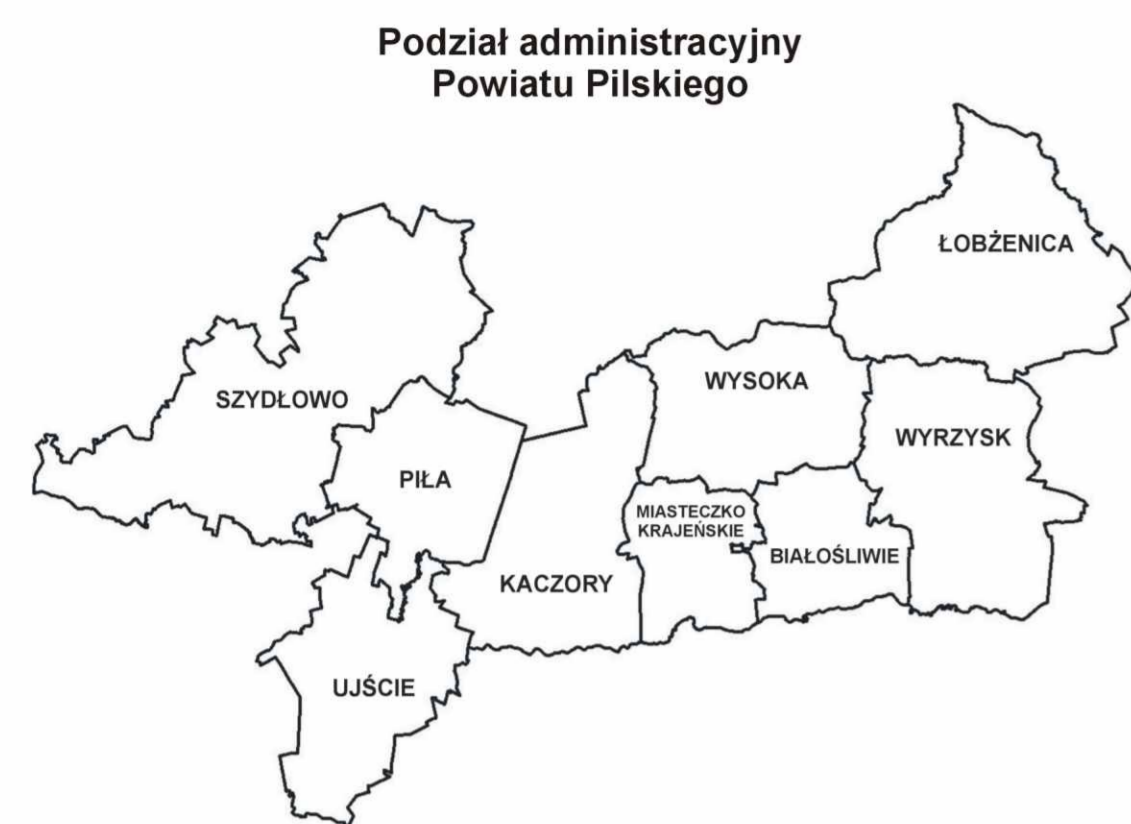 Podział administracyjny
Powiatu Pilskiego
ŁOBŻENICA
WYSOKA
SZYDŁOWO
WYRZYSK
PIŁA
MIASTECZKO
KRAJEŃSKIE
BIAŁOŚLIWIE
KACZORY
UJŚCIE